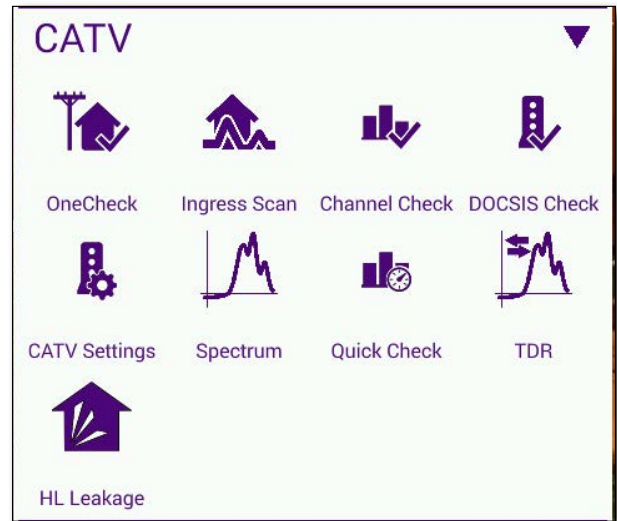 CATV
OneCheck Ingress Scan Channel Check DOCSIS Check
CATV Settings Spectrum Quick Check TDR
HL Leakage